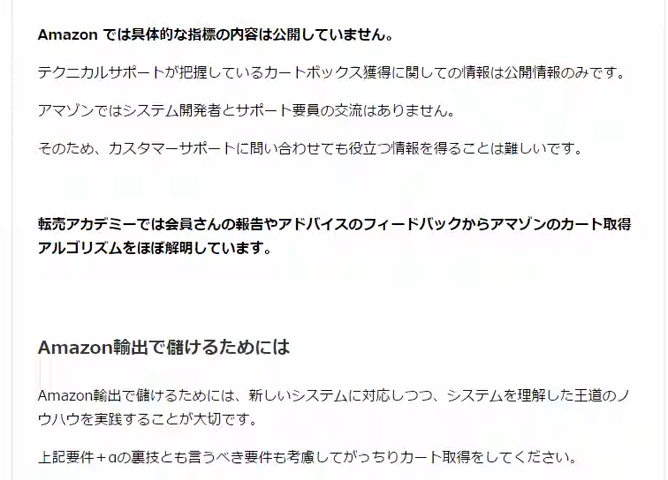 Amazon では具体的な指標の内容は公開していません。
テクニカルサポートが把握しているカートボックス獲得に関しての情報は公開情報のみです。
アマゾンではシステム開発者とサポート要員の交流はありません。
そのため、カスタマーサポートに問い合わせても役立つ情報を得ることは難しいです。
転売アカデミーでは会員さんの報告やアドバイスのフィードバックからアマゾンのカート取得
アルゴリズムをほぼ解明しています。
Amazon輸出で儲けるためには
Amazon輸出で儲けるためには、新しいシステムに対応しつつ、システムを理解した王道のノ
ウハウを実践することが大切です。
上記要件＋αの裏技とも言うべき要件も考慮してがっちりカート取得をしてください。